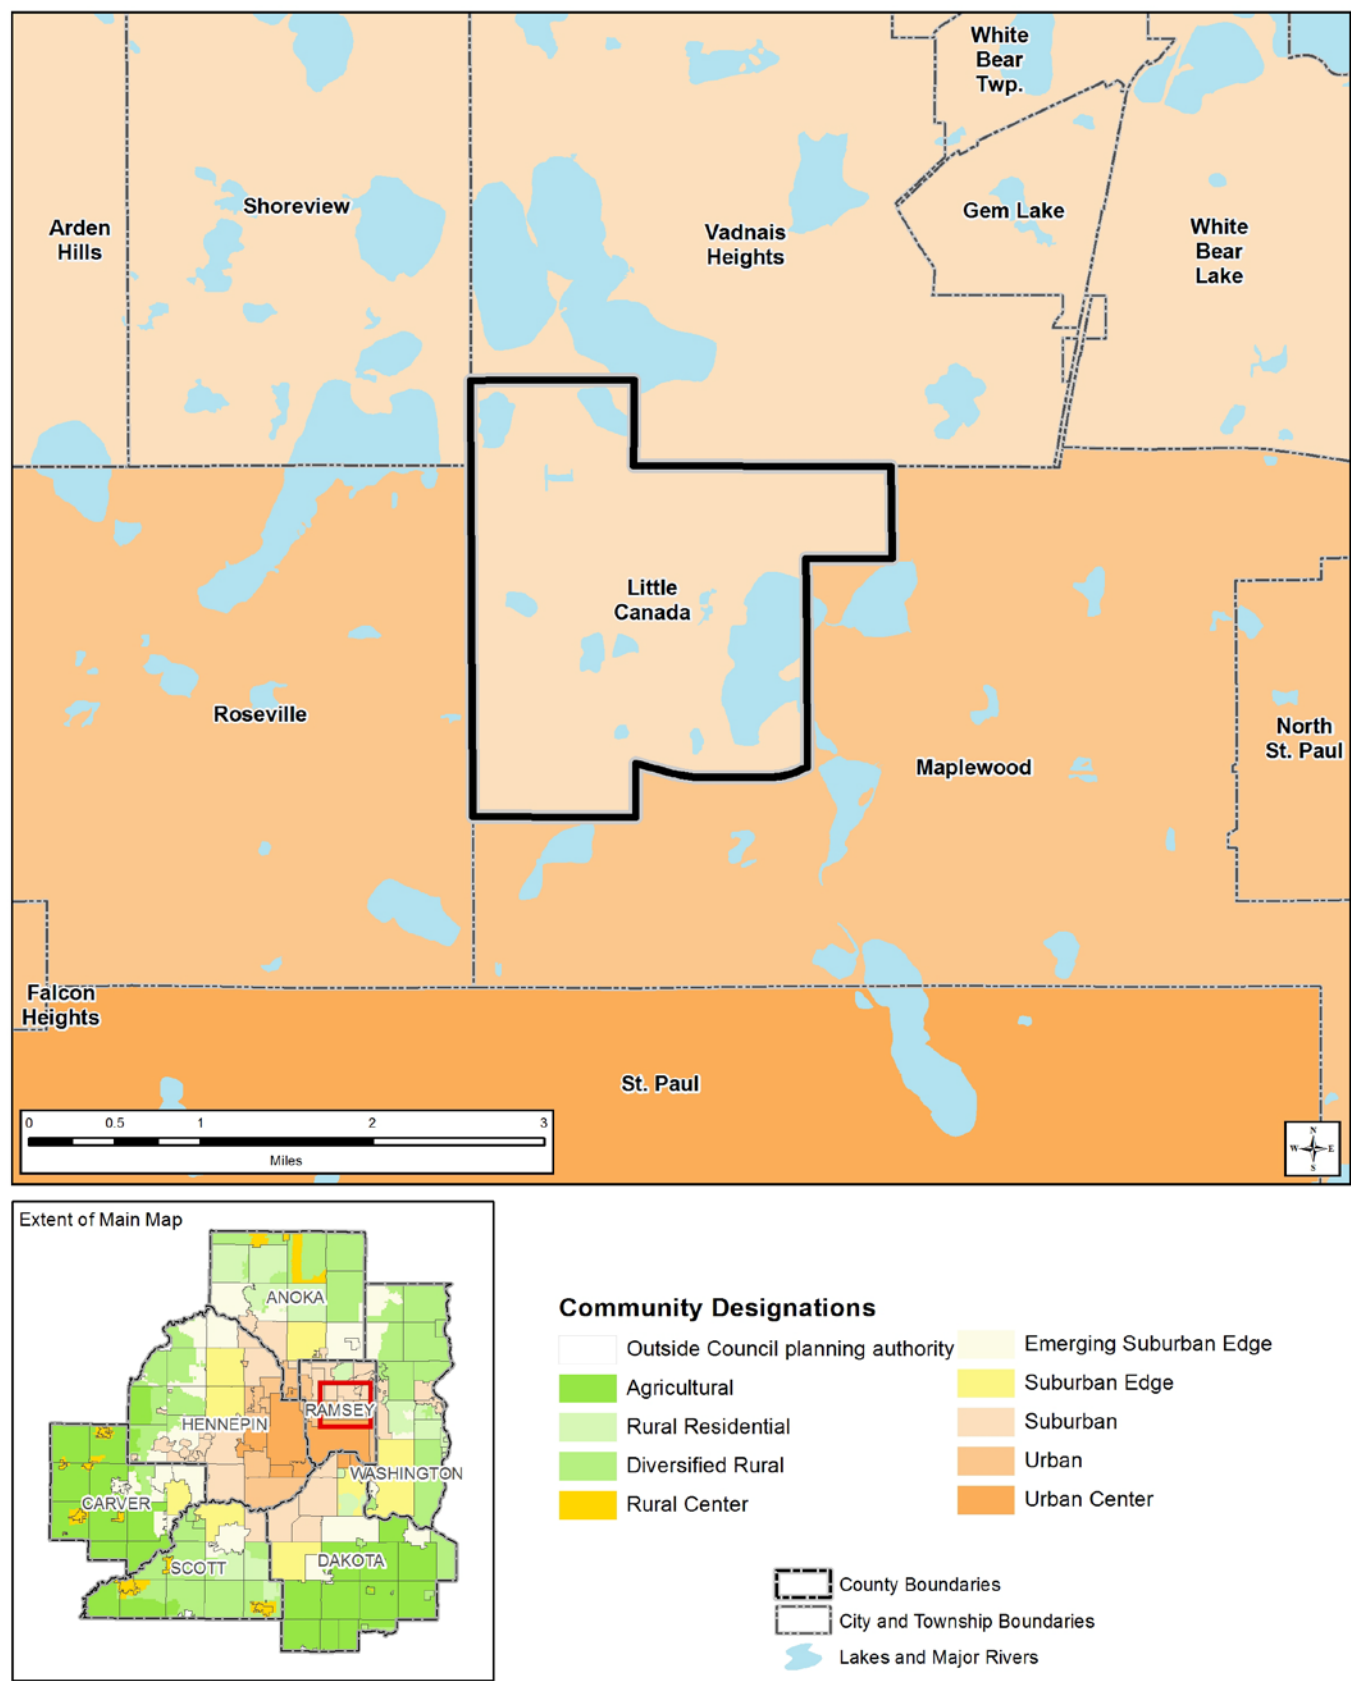 White
Bear
Twp.
Shoreview
Arden
Hills
Vadnais
Heights
Gem Lake
White
Bear
Lake
Little
Canada
Roseville
Maplewood
North
St. Paul
Falcon
Heights
St. Paul
0 0.5 1 2 3
Miles
N
W E
S
Extent of Main Map
ANOKA
HENNEPIN
RAMSEY
WASHINGTON
CARVER
SCOTT
DAKOTA
Community Designations
Outside Council planning authority
Agricultural
Rural Residential
Diversified Rural
Rural Center
Emerging Suburban Edge
Suburban Edge
Suburban
Urban
Urban Center
County Boundaries
City and Township Boundaries
Lakes and Major Rivers